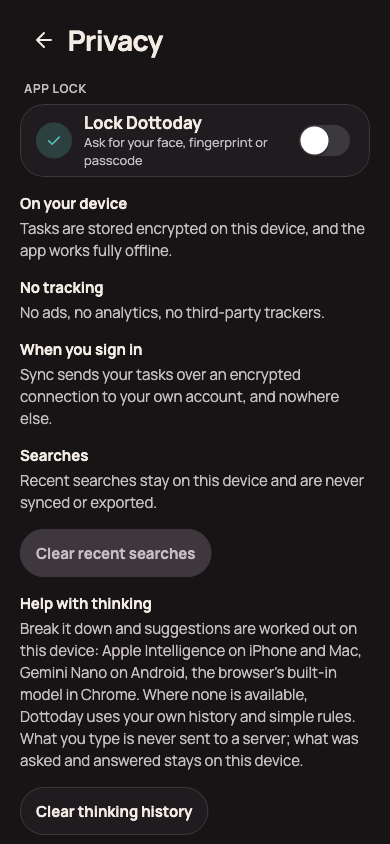 Privacy
APP LOCK
Lock Dottoday
Ask for your face, fingerprint or
passcode
On your device
Tasks are stored encrypted on this device, and the
app works fully offline.
No tracking
No ads, no analytics, no third-party trackers.
When you sign in
Sync sends your tasks over an encrypted
connection to your own account, and nowhere
else.
Searches
Recent searches stay on this device and are never
synced or exported.
Clear recent searches
Help with thinking
Break it down and suggestions are worked out on
this device: Apple Intelligence on iPhone and Mac,
Gemini Nano on Android, the browser's built-in
model in Chrome. Where none is available,
Dottoday uses your own history and simple rules.
What you type is never sent to a server; what was
asked and answered stays on this device.
Clear thinking history